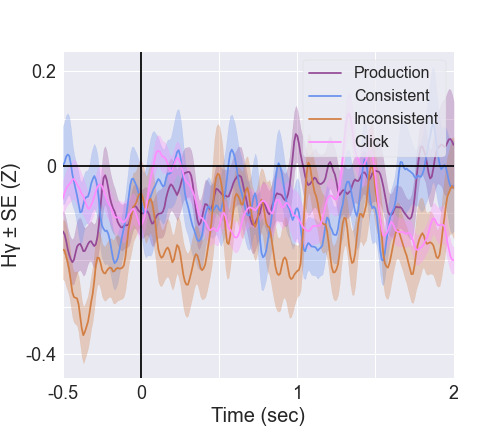 Production
Consistent
Inconsistent
Click
0.2
0
-0.4
Hγ ± SE (Z)
-0.5
0
1
2
Time (sec)